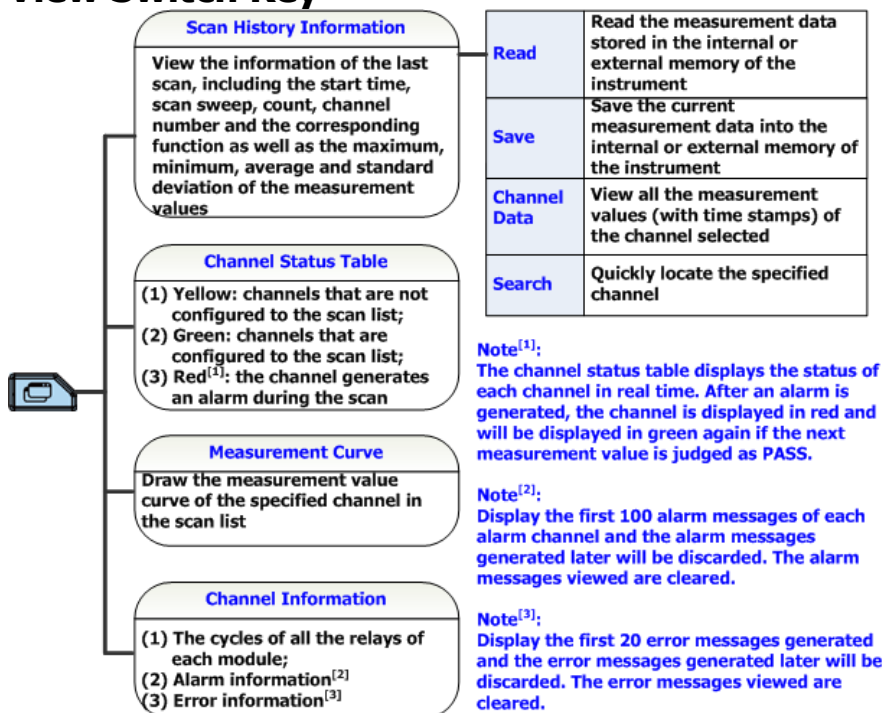 View Switch Key
Scan History Information
View the information of the last
scan, including the start time,
scan sweep, count, channel
number and the corresponding
function as well as the maximum,
minimum, average and standard
deviation of the measurement
values
Read
Read the measurement data
stored in the internal or
external memory of the
instrument
Save
Save the current
measurement data into the
internal or external memory of
the instrument
Channel
Data
View all the measurement
values (with time stamps) of
the channel selected
Search
Quickly locate the specified
channel
Channel Status Table
(1) Yellow: channels that are not
configured to the scan list;
(2) Green: channels that are
configured to the scan list;
(3) Red[1]: the channel generates
an alarm during the scan
Measurement Curve
Draw the measurement value
curve of the specified channel in
the scan list
Channel Information
(1) The cycles of all the relays of
each module;
(2) Alarm information[2]
(3) Error information[3]
Note[1]:
The channel status table displays the status of
each channel in real time. After an alarm is
generated, the channel is displayed in red and
will be displayed in green again if the next
measurement value is judged as PASS.
Note[2]:
Display the first 100 alarm messages of each
alarm channel and the alarm messages
generated later will be discarded. The alarm
messages viewed are cleared.
Note[3]:
Display the first 20 error messages generated
and the error messages generated later will be
discarded. The error messages viewed are
cleared.